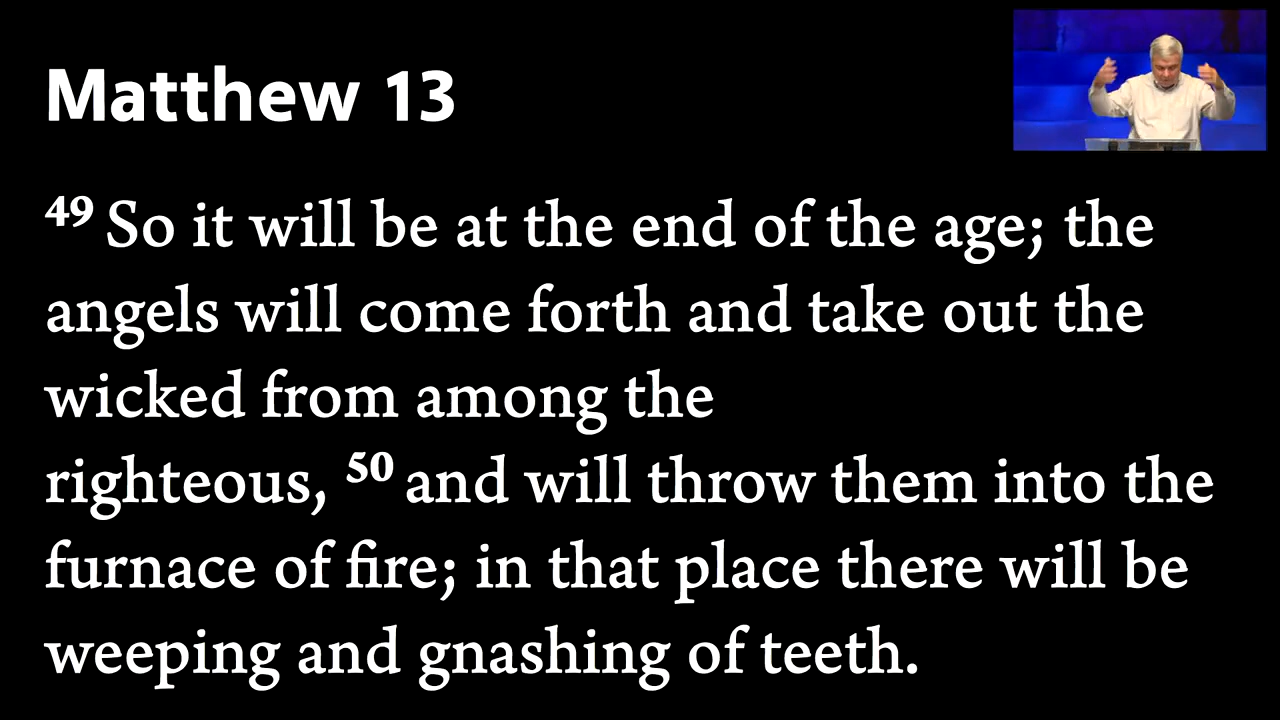 Matthew 13
49 So it will be at the end of the age; the
angels will come forth and take out the
wicked from among the
righteous, 50 and will throw them into the
furnace of fire; in that place there will be
weeping and gnashing of teeth.